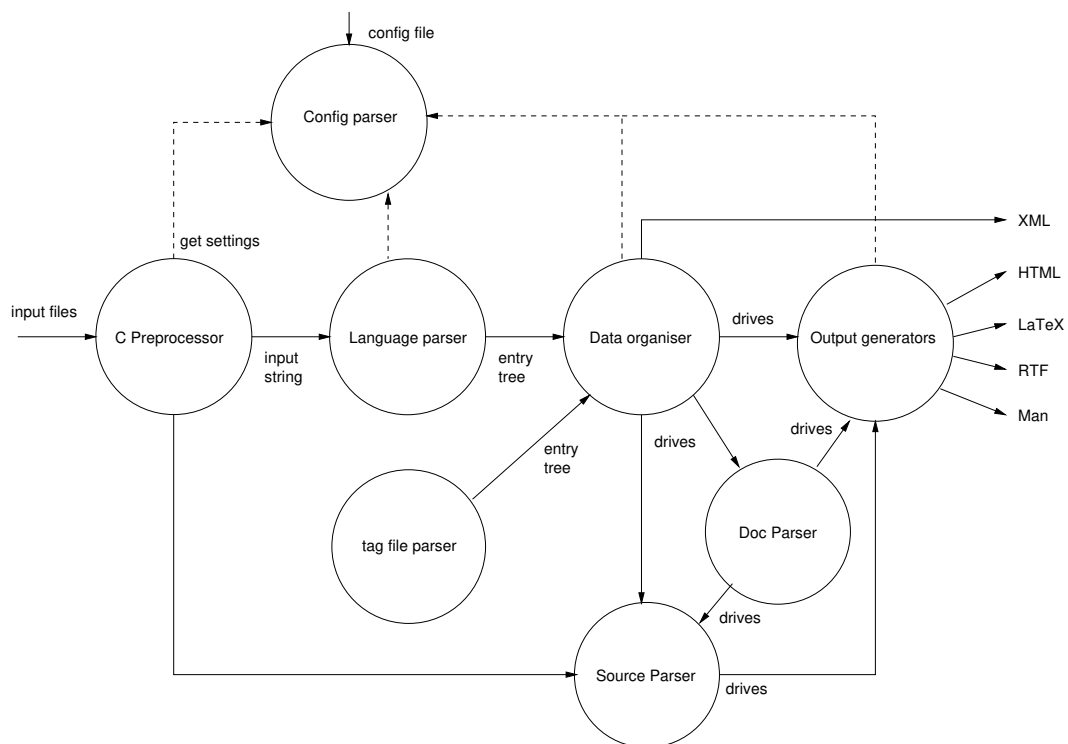 config file
Config parser
get settings
XML
HTML
LaTeX
RTF
Man
input files
C Preprocessor
input
string
Language parser
entry
tree
Data organiser
drives
Output generators
entry
tree
drives
drives
tag file parser
Doc Parser
drives
Source Parser
drives